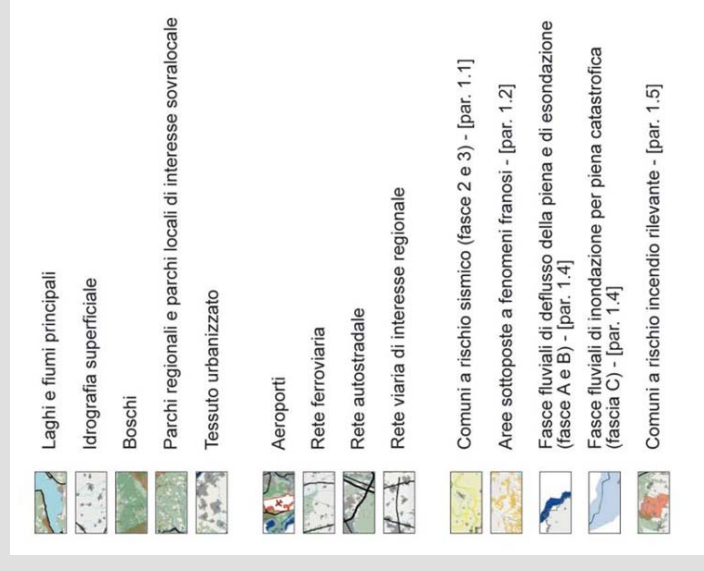 Laghi e fiumi principali
Idrografia superficiale
Boschi
Parchi regionali e parchi locali di interesse sovralocale
Tessuto urbanizzato
Aeroporti
Rete ferroviaria
Rete autostradale
Rete viaria di interesse regionale
Comuni a rischio sismico (fasce 2 e 3) - [par. 1.1]
Aree sottoposte a fenomeni franosi - [par. 1.2]
Fasce fluviali di deflusso della piena e di esondazione
(fasce A e B) - [par. 1.4]
Fasce fluviali di inondazione per piena catastrofica
(fascia C) - [par. 1.4]
Comuni a rischio incendio rilevante - [par. 1.5]